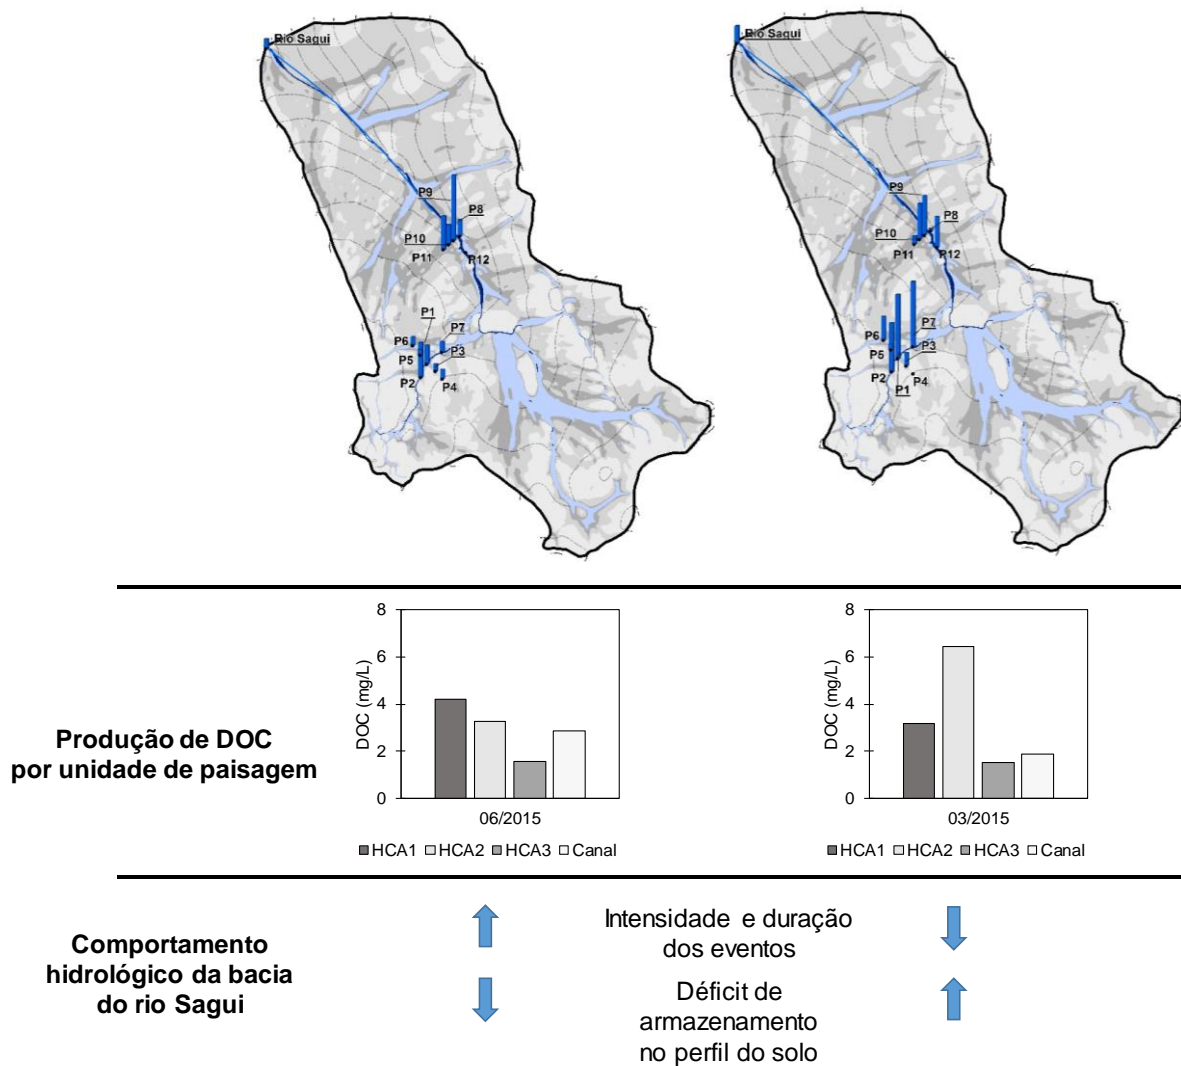 Rio Sagui
P9
P8
P10
P11
P12
P1
P6
P7
P5
P3
P2
P4
Rio Sagui
P9
P8
P10
P11
P12
P6
P7
P5
P3
P2
P4
P1
Produção de DOC
por unidade de paisagem
DOC (mg/L)
8
6
4
2
0
06/2015
HCA1 HCA2 HCA3 Canal
DOC (mg/L)
8
6
4
2
0
03/2015
HCA1 HCA2 HCA3 Canal
Comportamento
hidrológico da bacia
do rio Sagui
Intensidade e duração
dos eventos
Déficit de
armazenamento
no perfil do solo